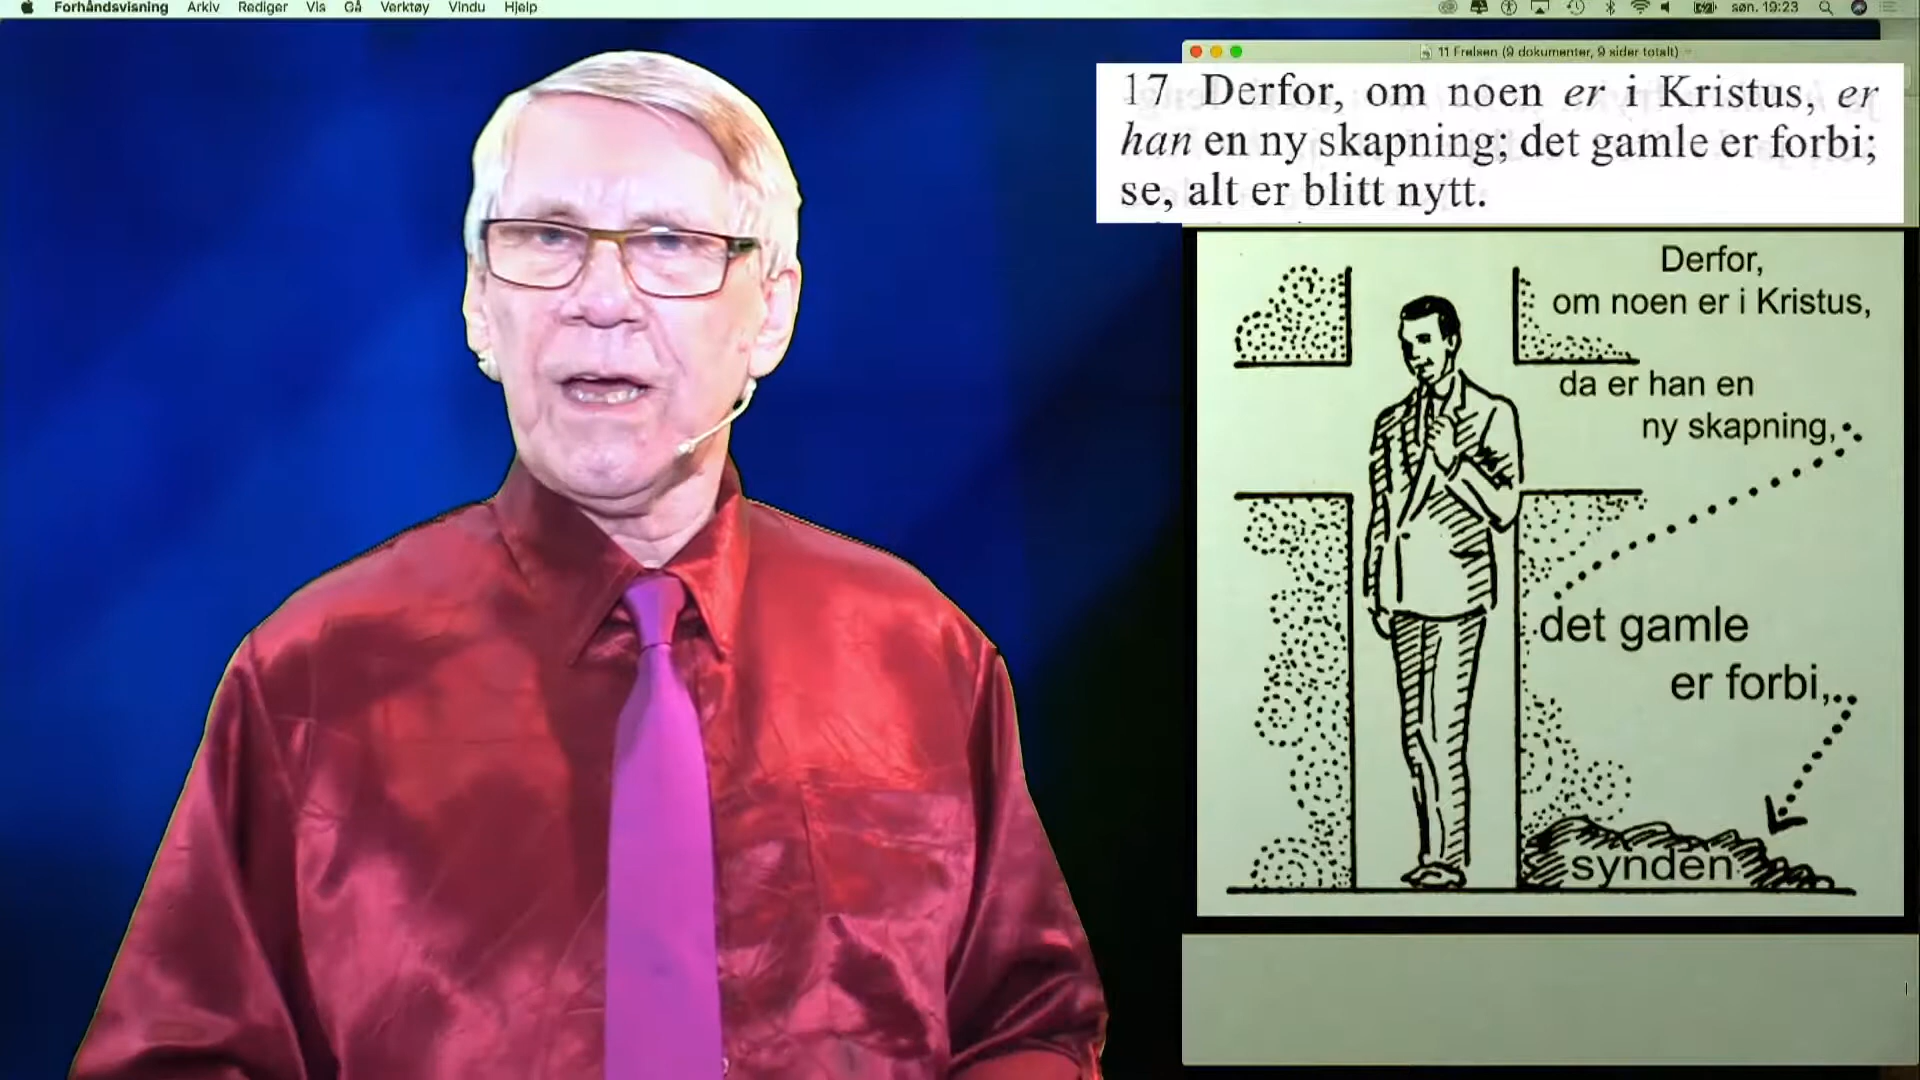 Forhåndsvisning Arkiv Rediger Vis Gå Verktøy Vindu Hjelp
søn. 19:23
11 Frelsen (9 dokumenter, 9 sider totalt)
17 Derfor, om noen er i Kristus, er
han en ny skapning; det gamle er forbi;
se, alt er blitt nytt.
Derfor,
om noen er i Kristus,
da er han en
ny skapning,
det gamle
er forbi,
synden